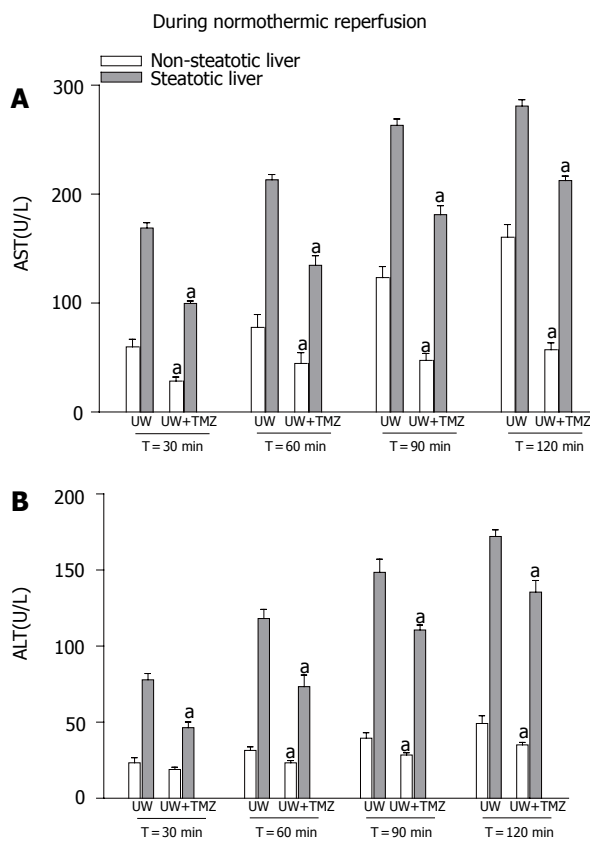 During normothermic reperfusion
Non-steatotic liver
Steatotic liver
A
300
200
100
0
AST(U/L)
a
a
a
a
a
a
a
a
UW UW+TMZ UW UW+TMZ UW UW+TMZ UW UW+TMZ
T = 30 min T = 60 min T = 90 min T = 120 min
B
200
150
100
50
0
ALT(U/L)
a
a
a
a
a
a
a
UW UW+TMZ UW UW+TMZ UW UW+TMZ UW UW+TMZ
T = 30 min T = 60 min T = 90 min T = 120 min